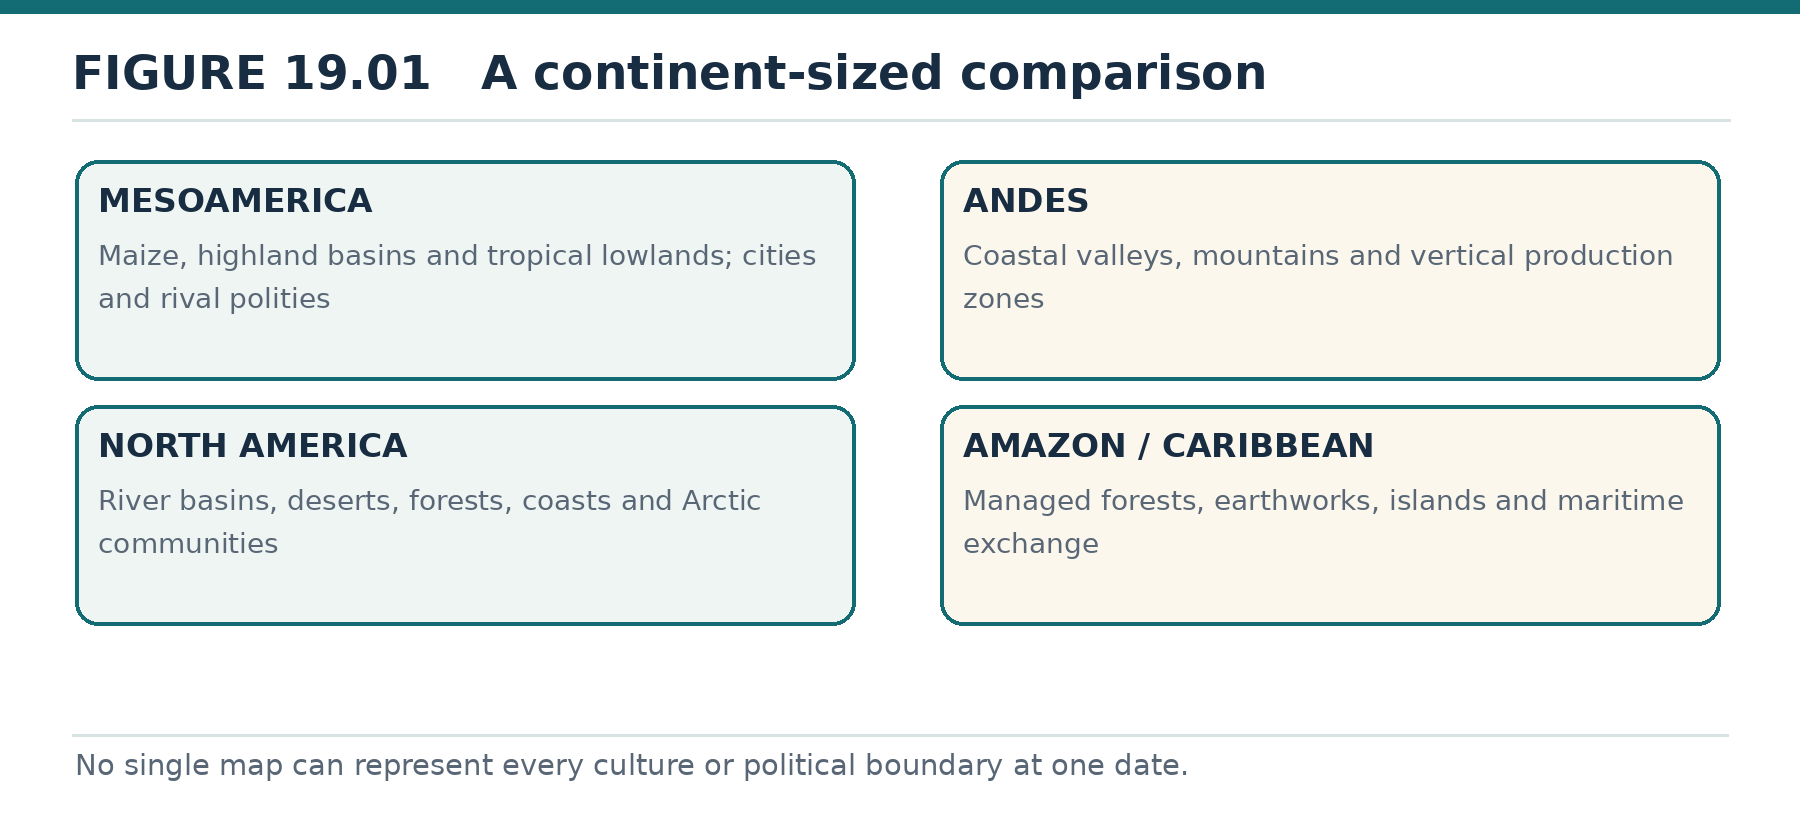 FIGURE 19.01 A continent-sized comparison
MESOAMERICA
Maize, highland basins and tropical lowlands; cities
and rival polities
ANDES
Coastal valleys, mountains and vertical production
zones
NORTH AMERICA
River basins, deserts, forests, coasts and Arctic
communities
AMAZON / CARIBBEAN
Managed forests, earthworks, islands and maritime
exchange
No single map can represent every culture or political boundary at one date.